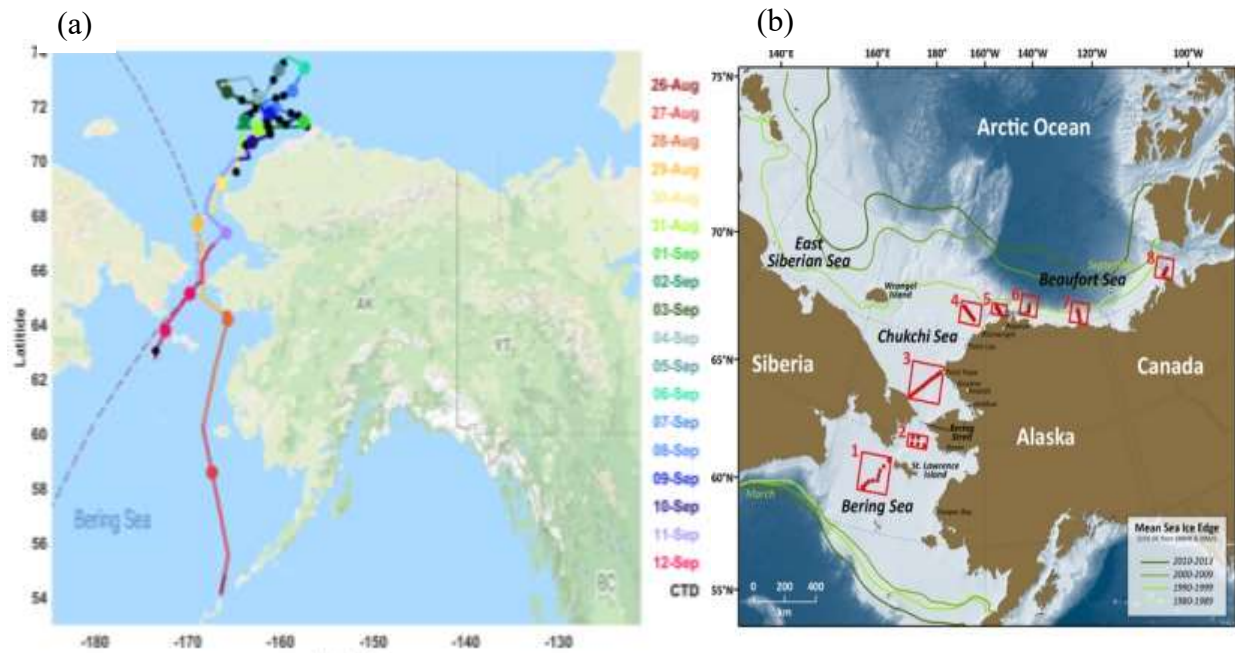 (a)
74
72
70
68
66
64
62
60
58
56
54
Latitide
-180
-170
-160
-150
-140
-130
AK
YT
BC
Bering Sea
26-Aug
27-Aug
28-Aug
29-Aug
30-Aug
31-Aug
01-Sep
02-Sep
03-Sep
04-Sep
05-Sep
06-Sep
07-Sep
08-Sep
09-Sep
10-Sep
11-Sep
12-Sep
CTD
(b)
140°E 160°E 180° 160°W 140°W 120°W 100°W
75°N
70°N
65°N
60°N
55°N
Arctic Ocean
East
Siberian Sea
Beaufort Sea
Wrangel
Island
Chukchi Sea
Siberia
Canada
Alaska
Bering
Strait
St. Lawrence
Island
Bering Sea
March
1
2
3
4
5
6
7
8
Point Hope
Mean Sea Ice Edge
2010-2013
2000-2009
1990-1999
1980-1989
0 200 400
km